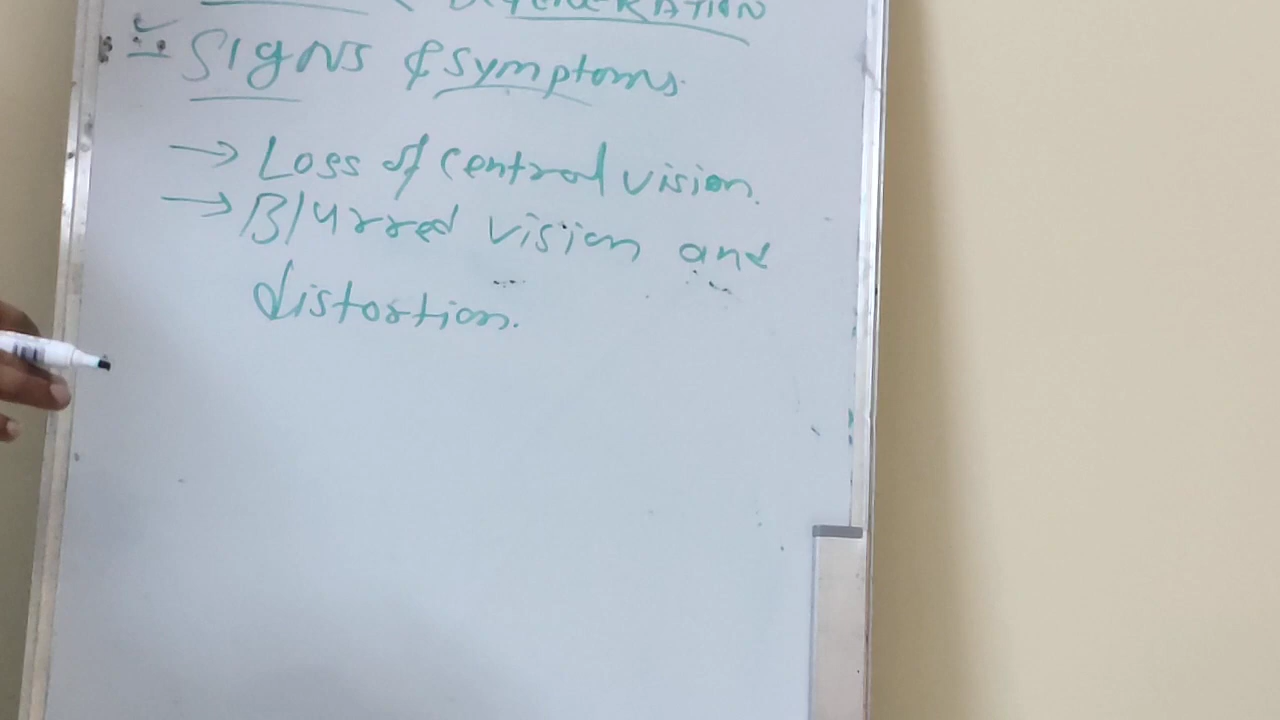 DEGENERATION
Signs & Symptoms.
→ Loss of central vision.
→ Blurred vision and
distortion.